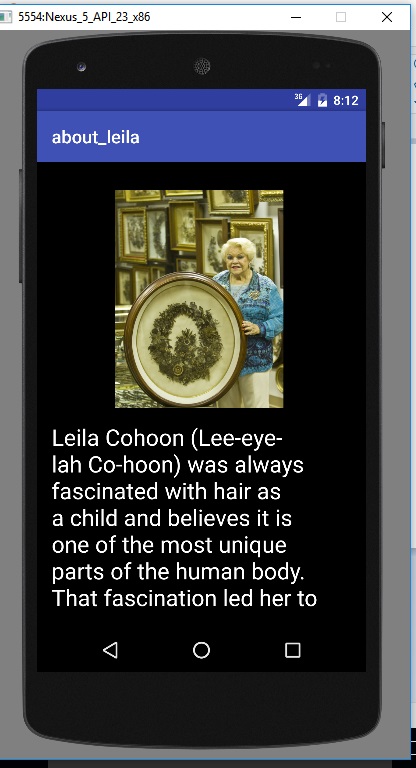 5554:Nexus_5_API_23_x86
3G 8:12
about_leila
Leila Cohoon (Lee-eye-
lah Co-hoon) was always
fascinated with hair as
a child and believes it is
one of the most unique
parts of the human body.
That fascination led her to